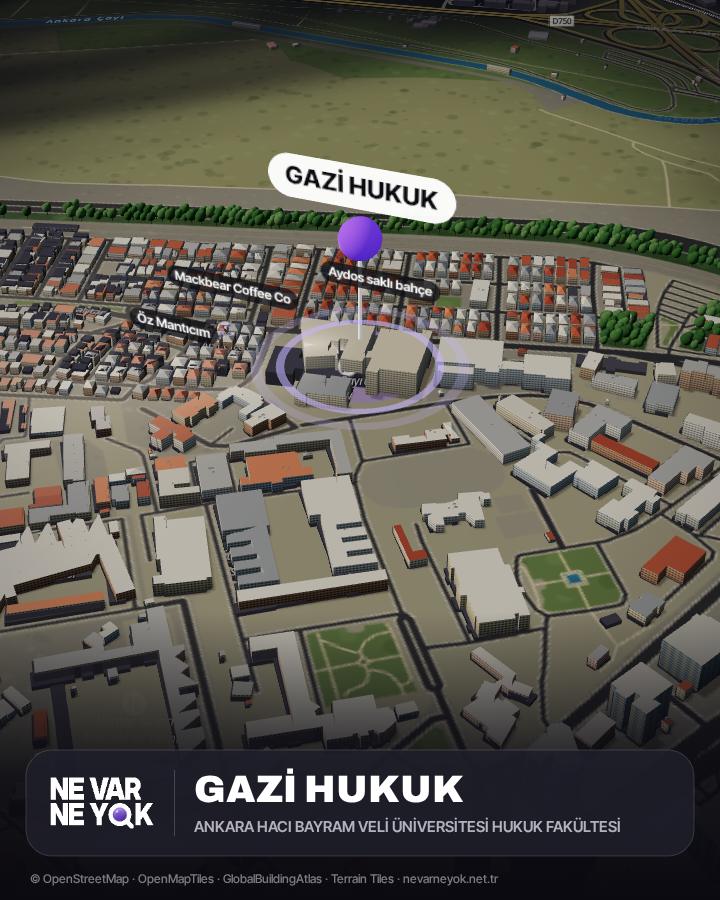 Ankara Çayı
D750
GAZİ HUKUK
Aydos saklı bahçe
Mackbear Coffee Co
Öz Mantıcım
NE VAR
NE YOK
GAZİ HUKUK
ANKARA HACI BAYRAM VELİ ÜNİVERSİTESİ HUKUK FAKÜLTESİ
© OpenStreetMap · OpenMapTiles · GlobalBuildingAtlas · Terrain Tiles · nevarneyok.net.tr